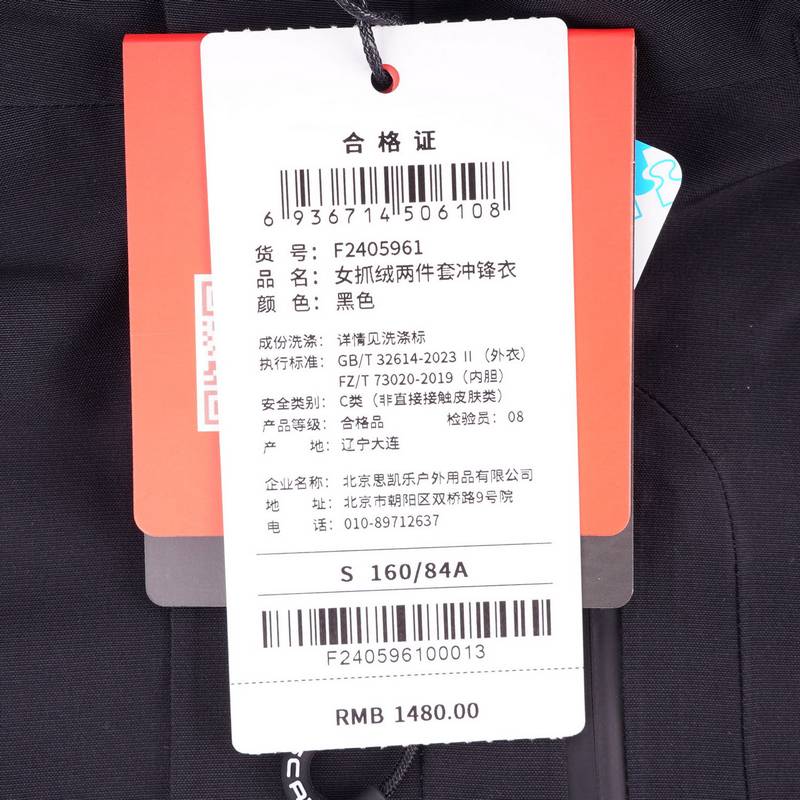 合格证
6 936714 506108
货 号： F2405961
品 名： 女抓绒两件套冲锋衣
颜 色： 黑色
成份洗涤： 详情见洗涤标
执行标准： GB/T 32614-2023 II（外衣）
FZ/T 73020-2019（内胆）
安全类别： C类（非直接接触皮肤类）
产品等级： 合格品 检验员：08
产 地： 辽宁大连
企业名称： 北京思凯乐户外用品有限公司
地 址： 北京市朝阳区双桥路9号院
电 话： 010-89712637
S 160/84A
F240596100013
RMB 1480.00